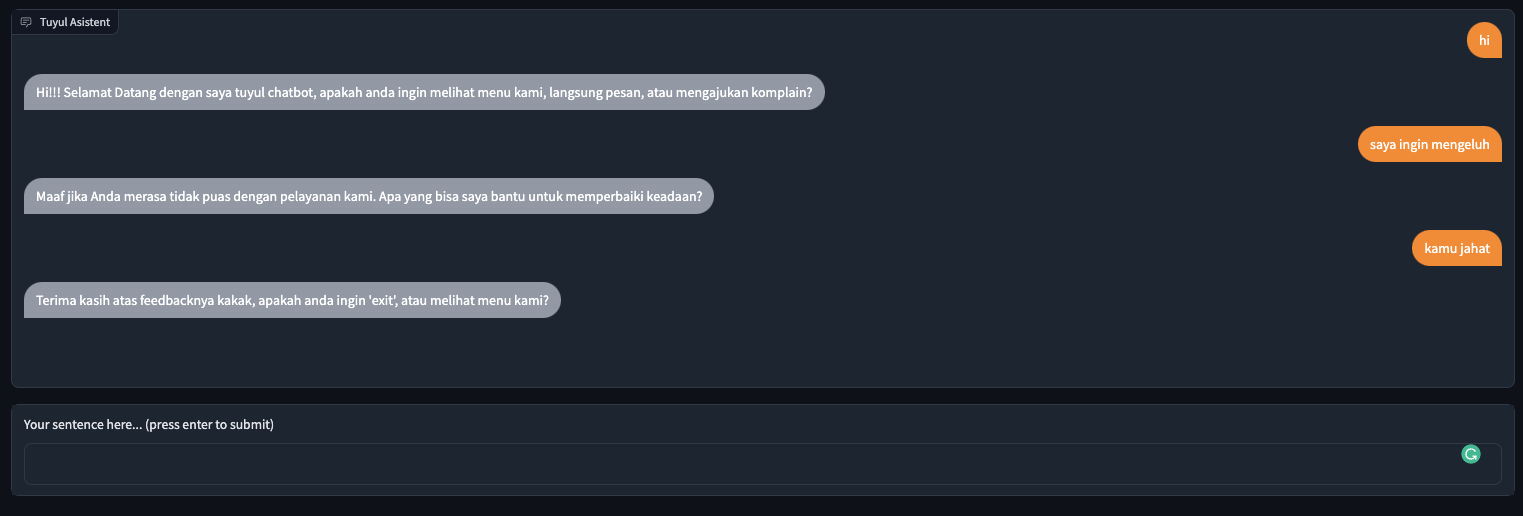 Tuyul Asistent
hi
Hi!!! Selamat Datang dengan saya tuyul chatbot, apakah anda ingin melihat menu kami, langsung pesan, atau mengajukan komplain?
saya ingin mengeluh
Maaf jika Anda merasa tidak puas dengan pelayanan kami. Apa yang bisa saya bantu untuk memperbaiki keadaan?
kamu jahat
Terima kasih atas feedbacknya kakak, apakah anda ingin 'exit', atau melihat menu kami?
Your sentence here... (press enter to submit)